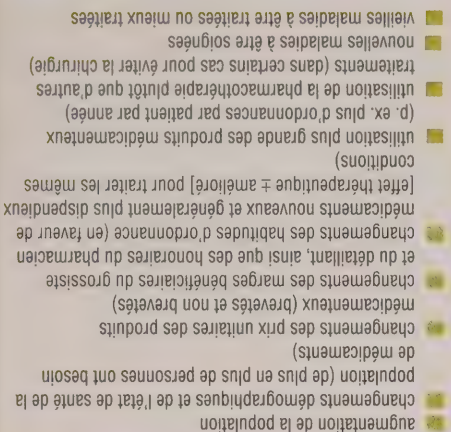 augmentation de la population
changements démographiques et de l'état de santé de la
population (de plus en plus de personnes ont besoin
de médicaments)
changements des prix unitaires des produits
médicamenteux (brevetés et non brevetés)
changements des marges bénéficiaires du grossiste
et du détaillant, ainsi que des honoraires du pharmacien
changements des habitudes d'ordonnance (en faveur de
médicaments nouveaux et généralement plus dispendieux
[effet thérapeutique ± amélioré] pour traiter les mêmes
conditions)
utilisation plus grande des produits médicamenteux
(p. ex. plus d'ordonnances par patient par année)
utilisation de la pharmacothérapie plutôt que d'autres
traitements (dans certains cas pour éviter la chirurgie)
nouvelles maladies à être soignées
vieilles maladies à être traitées ou mieux traitées